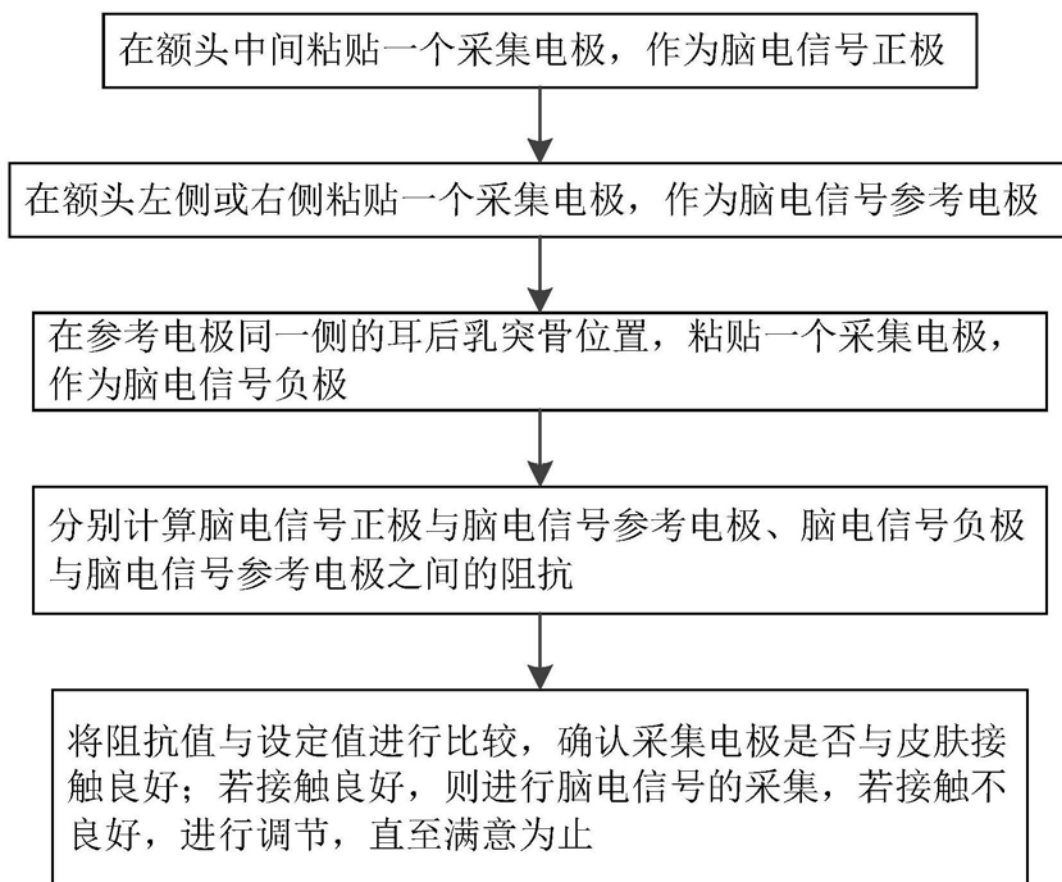 在额头中间粘贴一个采集电极，作为脑电信号正极
在额头左侧或右侧粘贴一个采集电极，作为脑电信号参考电极
在参考电极同一侧的耳后乳突骨位置，粘贴一个采集电极，
作为脑电信号负极
分别计算脑电信号正极与脑电信号参考电极、脑电信号负极
与脑电信号参考电极之间的阻抗
将阻抗值与设定值进行比较，确认采集电极是否与皮肤接
触良好；若接触良好，则进行脑电信号的采集，若接触不
良好，进行调节，直至满意为止